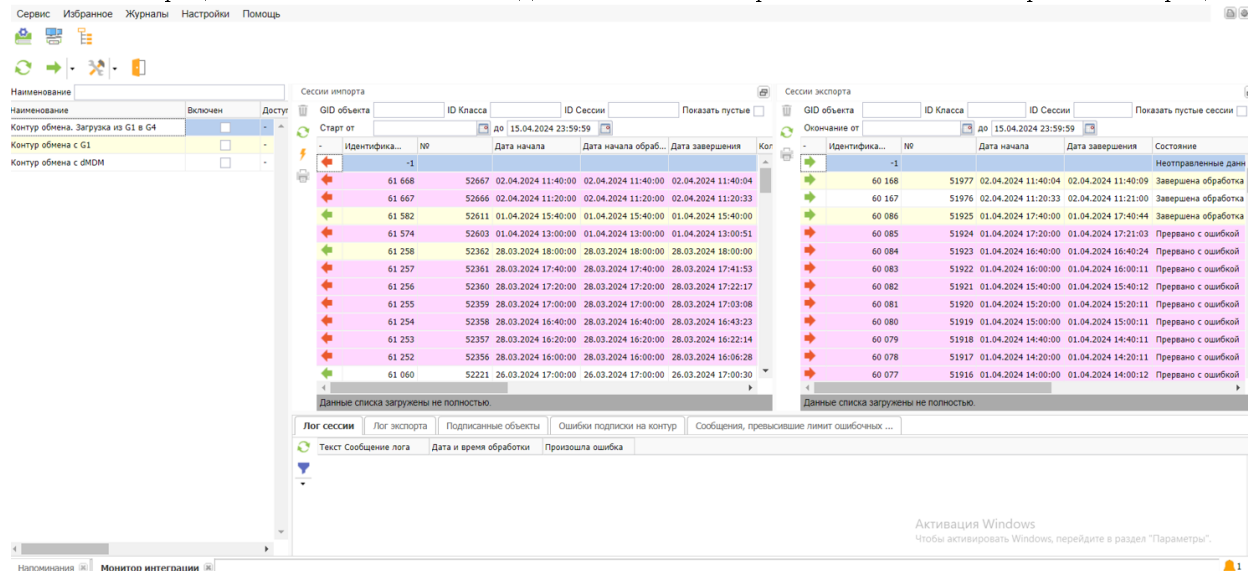 Сервис Избранное Журналы Настройки Помощь
Наименование
Наименование Включен Доступ
Контур обмена. Загрузка из G1 в G4 -
Контур обмена с G1 -
Контур обмена с dMDM -
Сессии импорта
GID объекта ID Класса ID Сессии Показать пустые
Старт от до 15.04.2024 23:59:59
- Идентифика... № Дата начала Дата начала обраб... Дата завершения Кол
-1
61 668 52667 02.04.2024 11:40:00 02.04.2024 11:40:00 02.04.2024 11:40:04
61 667 52666 02.04.2024 11:20:00 02.04.2024 11:20:00 02.04.2024 11:20:33
61 582 52611 01.04.2024 15:40:00 01.04.2024 15:40:00 01.04.2024 15:40:00
61 574 52603 01.04.2024 13:00:00 01.04.2024 13:00:00 01.04.2024 13:00:51
61 258 52362 28.03.2024 18:00:00 28.03.2024 18:00:00 28.03.2024 18:00:00
61 257 52361 28.03.2024 17:40:00 28.03.2024 17:40:00 28.03.2024 17:41:53
61 256 52360 28.03.2024 17:20:00 28.03.2024 17:20:00 28.03.2024 17:22:17
61 255 52359 28.03.2024 17:00:00 28.03.2024 17:00:00 28.03.2024 17:03:08
61 254 52358 28.03.2024 16:40:00 28.03.2024 16:40:00 28.03.2024 16:43:23
61 253 52357 28.03.2024 16:20:00 28.03.2024 16:20:00 28.03.2024 16:22:14
61 252 52356 28.03.2024 16:00:00 28.03.2024 16:00:00 28.03.2024 16:06:28
61 060 52221 26.03.2024 17:00:00 26.03.2024 17:00:00 26.03.2024 17:00:30
Данные списка загружены не полностью.
Сессии экспорта
GID объекта ID Класса ID Сессии Показать пустые сессии
Окончание от до 15.04.2024 23:59:59
- Идентифика... № Дата начала Дата завершения Состояние
-1 Неотправленные данн
60 168 51977 02.04.2024 11:40:04 02.04.2024 11:40:09 Завершена обработка
60 167 51976 02.04.2024 11:20:33 02.04.2024 11:21:00 Завершена обработка
60 086 51925 01.04.2024 17:40:00 01.04.2024 17:40:44 Завершена обработка
60 085 51924 01.04.2024 17:20:00 01.04.2024 17:21:03 Прервано с ошибкой
60 084 51923 01.04.2024 16:40:00 01.04.2024 16:40:24 Прервано с ошибкой
60 083 51922 01.04.2024 16:00:00 01.04.2024 16:00:11 Прервано с ошибкой
60 082 51921 01.04.2024 15:40:00 01.04.2024 15:40:12 Прервано с ошибкой
60 081 51920 01.04.2024 15:20:00 01.04.2024 15:20:11 Прервано с ошибкой
60 080 51919 01.04.2024 15:00:00 01.04.2024 15:00:11 Прервано с ошибкой
60 079 51918 01.04.2024 14:40:00 01.04.2024 14:40:11 Прервано с ошибкой
60 078 51917 01.04.2024 14:20:00 01.04.2024 14:20:11 Прервано с ошибкой
60 077 51916 01.04.2024 14:00:00 01.04.2024 14:00:12 Прервано с ошибкой
Данные списка загружены не полностью.
Лог сессии Лог экспорта Подписанные объекты Ошибки подписки на контур Сообщения, превысившие лимит ошибочных ...
Текст Сообщение лога Дата и время обработки Произошла ошибка
Активация Windows
Чтобы активировать Windows, перейдите в раздел "Параметры".
Напоминания Монитор интеграции 1